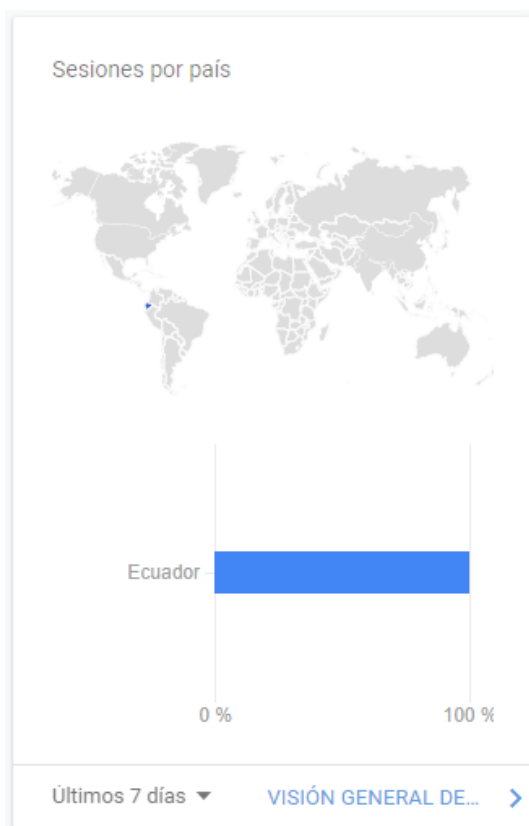 Sesiones por país
Ecuador
0 % 100 %
Últimos 7 días VISIÓN GENERAL DE...